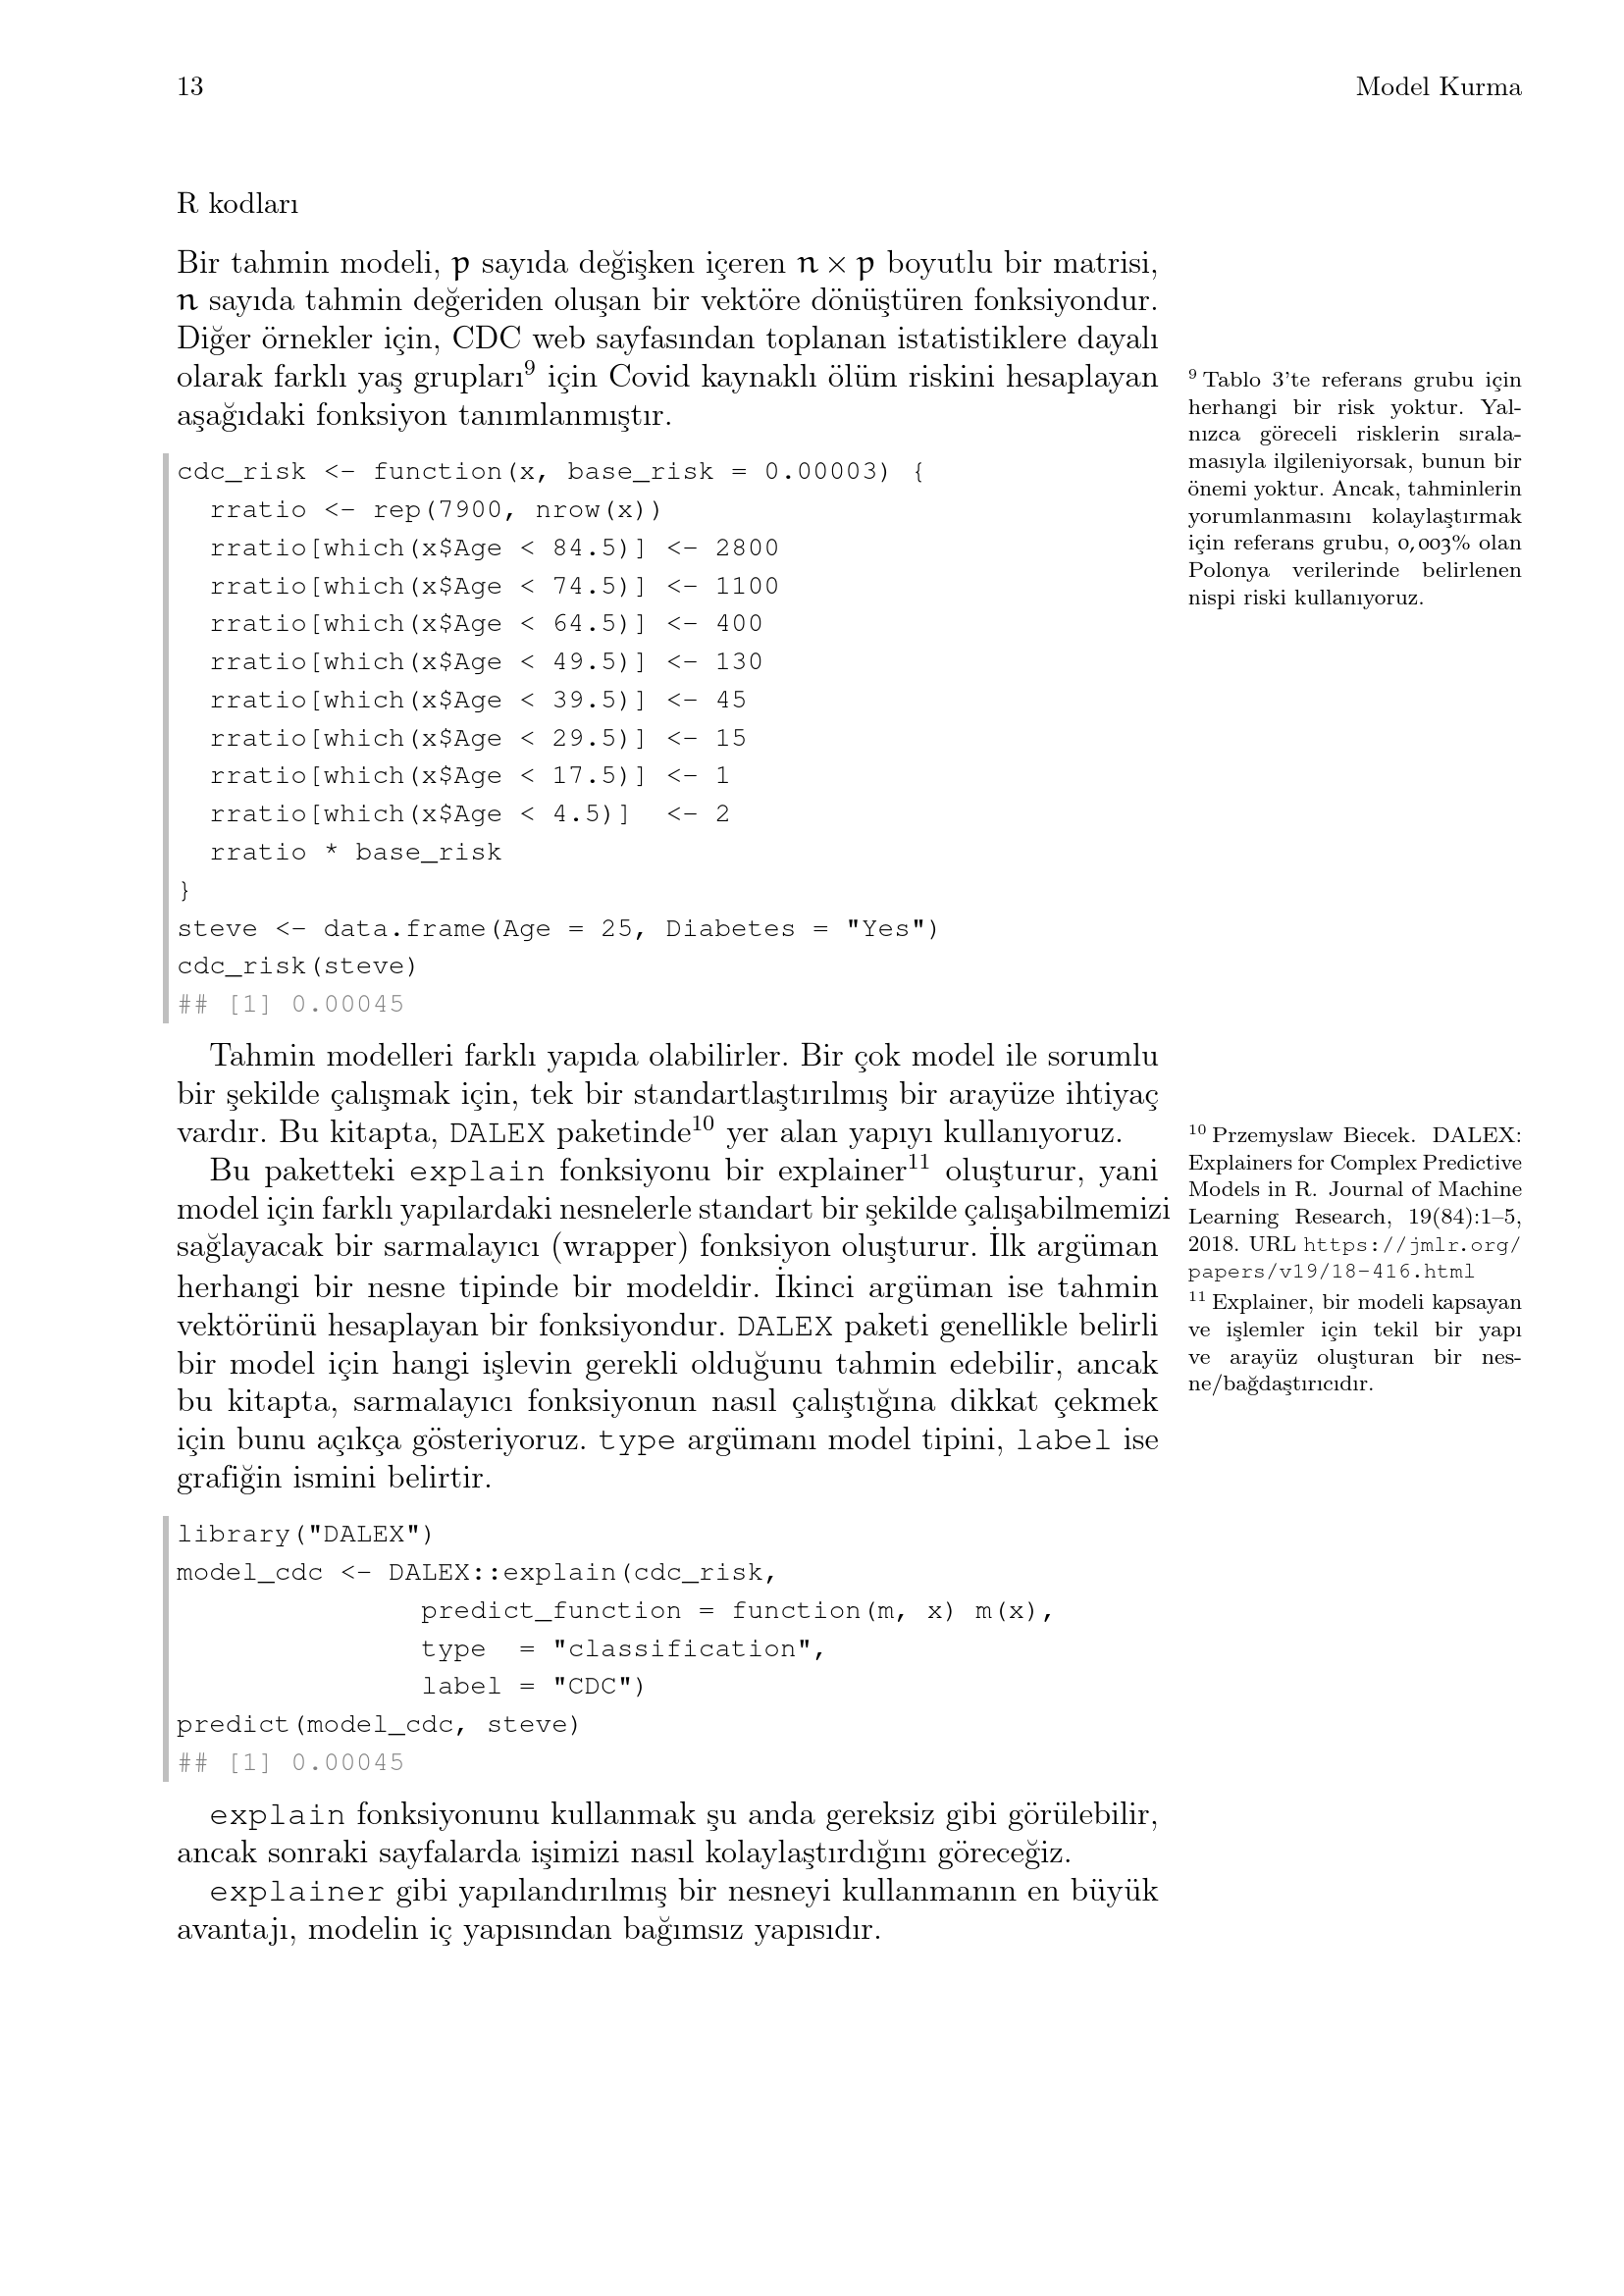 13
Model Kurma
R kodları
Bir tahmin modeli, p sayıda değişken içeren n × p boyutlu bir matrisi,
n sayıda tahmin değeriden oluşan bir vektöre dönüştüren fonksiyondur.
Diğer örnekler için, CDC web sayfasından toplanan istatistiklere dayalı
olarak farklı yaş grupları⁹ için Covid kaynaklı ölüm riskini hesaplayan
aşağıdaki fonksiyon tanımlanmıştır.
⁹ Tablo 3'te referans grubu için
herhangi bir risk yoktur. Yal-
nızca göreceli risklerin sırala-
masıyla ilgileniyorsak, bunun bir
önemi yoktur. Ancak, tahminlerin
yorumlanmasını kolaylaştırmak
için referans grubu, 0,003% olan
Polonya verilerinde belirlenen
nispi riski kullanıyoruz.
cdc_risk <- function(x, base_risk = 0.00003) {
  rratio <- rep(7900, nrow(x))
  rratio[which(x$Age < 84.5)] <- 2800
  rratio[which(x$Age < 74.5)] <- 1100
  rratio[which(x$Age < 64.5)] <- 400
  rratio[which(x$Age < 49.5)] <- 130
  rratio[which(x$Age < 39.5)] <- 45
  rratio[which(x$Age < 29.5)] <- 15
  rratio[which(x$Age < 17.5)] <- 1
  rratio[which(x$Age < 4.5)]  <- 2
  rratio * base_risk
}
steve <- data.frame(Age = 25, Diabetes = "Yes")
cdc_risk(steve)
## [1] 0.00045
Tahmin modelleri farklı yapıda olabilirler. Bir çok model ile sorumlu
bir şekilde çalışmak için, tek bir standartlaştırılmış bir arayüze ihtiyaç
vardır. Bu kitapta, DALEX paketinde¹⁰ yer alan yapıyı kullanıyoruz.
Bu paketteki explain fonksiyonu bir explainer¹¹ oluşturur, yani
model için farklı yapılardaki nesnelerle standart bir şekilde çalışabilmemizi
sağlayacak bir sarmalayıcı (wrapper) fonksiyon oluşturur. İlk argüman
herhangi bir nesne tipinde bir modeldir. İkinci argüman ise tahmin
vektörünü hesaplayan bir fonksiyondur. DALEX paketi genellikle belirli
bir model için hangi işlevin gerekli olduğunu tahmin edebilir, ancak
bu kitapta, sarmalayıcı fonksiyonun nasıl çalıştığına dikkat çekmek
için bunu açıkça gösteriyoruz. type argümanı model tipini, label ise
grafiğin ismini belirtir.
¹⁰ Przemyslaw Biecek. DALEX:
Explainers for Complex Predictive
Models in R. Journal of Machine
Learning Research, 19(84):1–5,
2018. URL https://jmlr.org/
papers/v19/18-416.html
¹¹ Explainer, bir modeli kapsayan
ve işlemler için tekil bir yapı
ve arayüz oluşturan bir nes-
ne/bağdaştırıcıdır.
library("DALEX")
model_cdc <- DALEX::explain(cdc_risk,
               predict_function = function(m, x) m(x),
               type  = "classification",
               label = "CDC")
predict(model_cdc, steve)
## [1] 0.00045
explain fonksiyonunu kullanmak şu anda gereksiz gibi görülebilir,
ancak sonraki sayfalarda işimizi nasıl kolaylaştırdığını göreceğiz.
explainer gibi yapılandırılmış bir nesneyi kullanmanın en büyük
avantajı, modelin iç yapısından bağımsız yapısıdır.